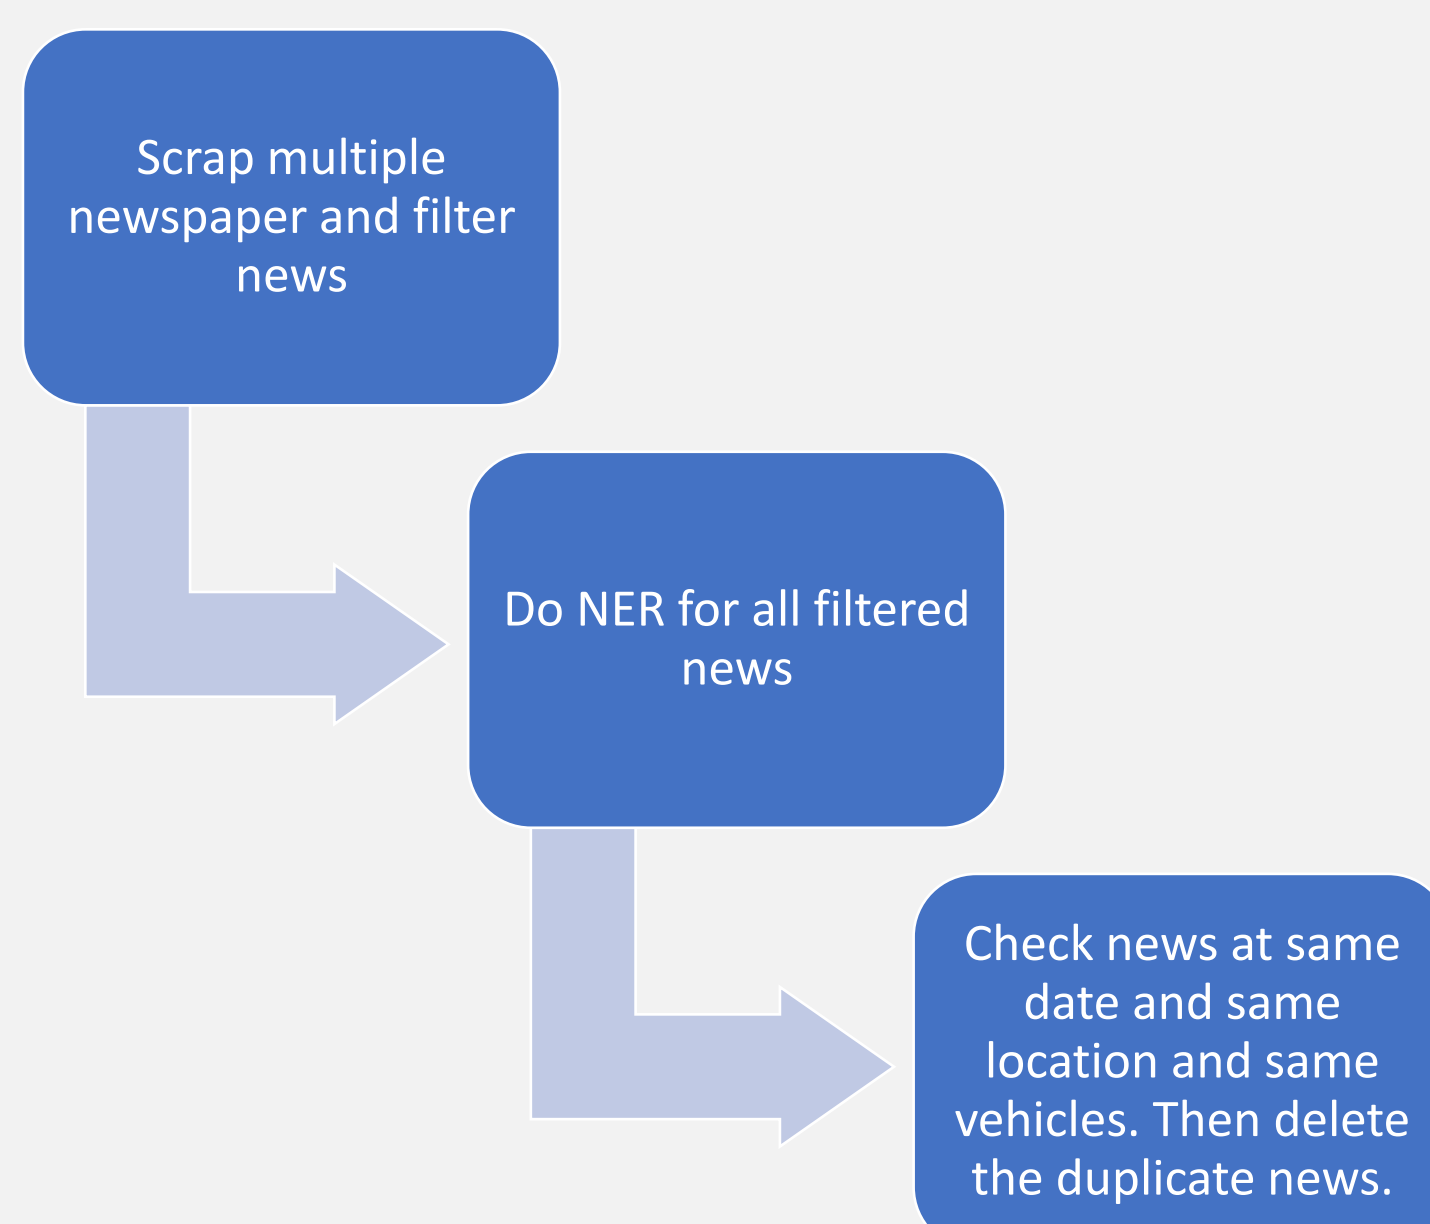 Scrap multiple
newspaper and filter
news
Do NER for all filtered
news
Check news at same
date and same
location and same
vehicles. Then delete
the duplicate news.